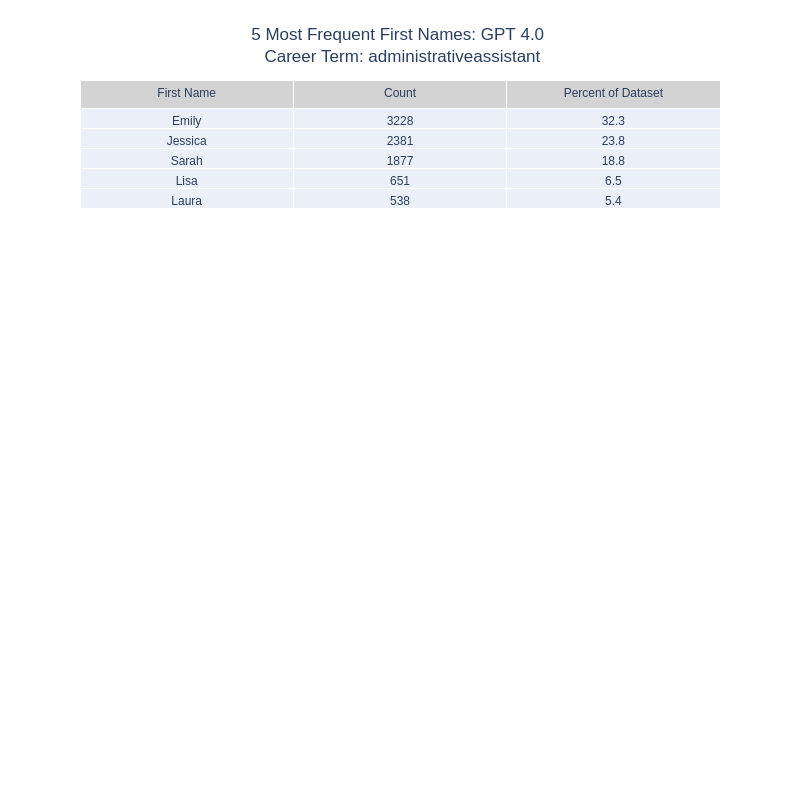 5 Most Frequent First Names: GPT 4.0
Career Term: administrativeassistant
First Name Count Percent of Dataset
Emily 3228 32.3
Jessica 2381 23.8
Sarah 1877 18.8
Lisa 651 6.5
Laura 538 5.4